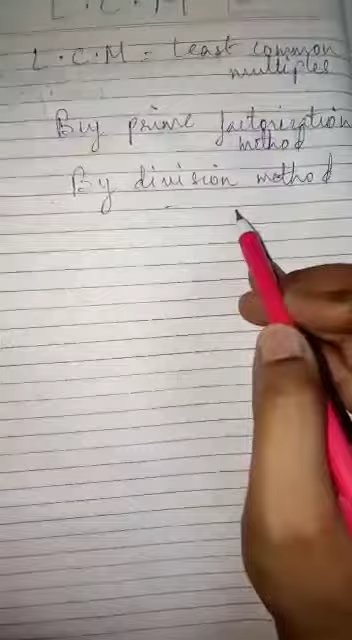 L.C.M
L.C.M = Least common
multiples
By prime factorization
method
By division method